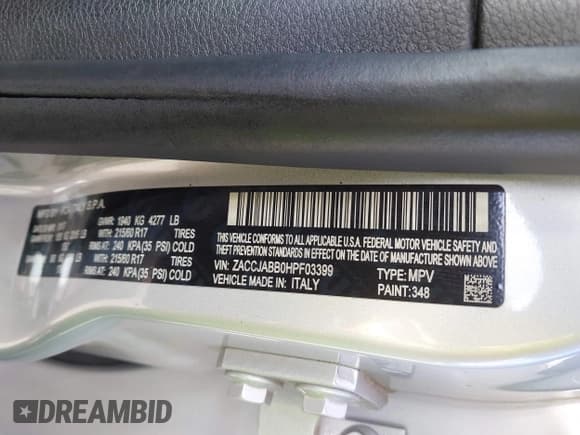 S.P.A.
GVWR: 1940 KG 4277 LB
WITH 215/60 R17 TIRES
RIMS AT: 240 KPA(35 PSI) COLD
WITH 215/60 R17 TIRES
RIMS AT: 240 KPA(35 PSI) COLD
THIS VEHICLE CONFORMS TO ALL APPLICABLE U.S.A. FEDERAL MOTOR VEHICLE SAFETY AND
THEFT PREVENTION STANDARDS IN EFFECT ON THE DATE OF MANUFACTURE SHOWN ABOVE.
VIN: ZACCJABB0HPF03399 TYPE: MPV
VEHICLE MADE IN: ITALY PAINT: 348
DREAMBID